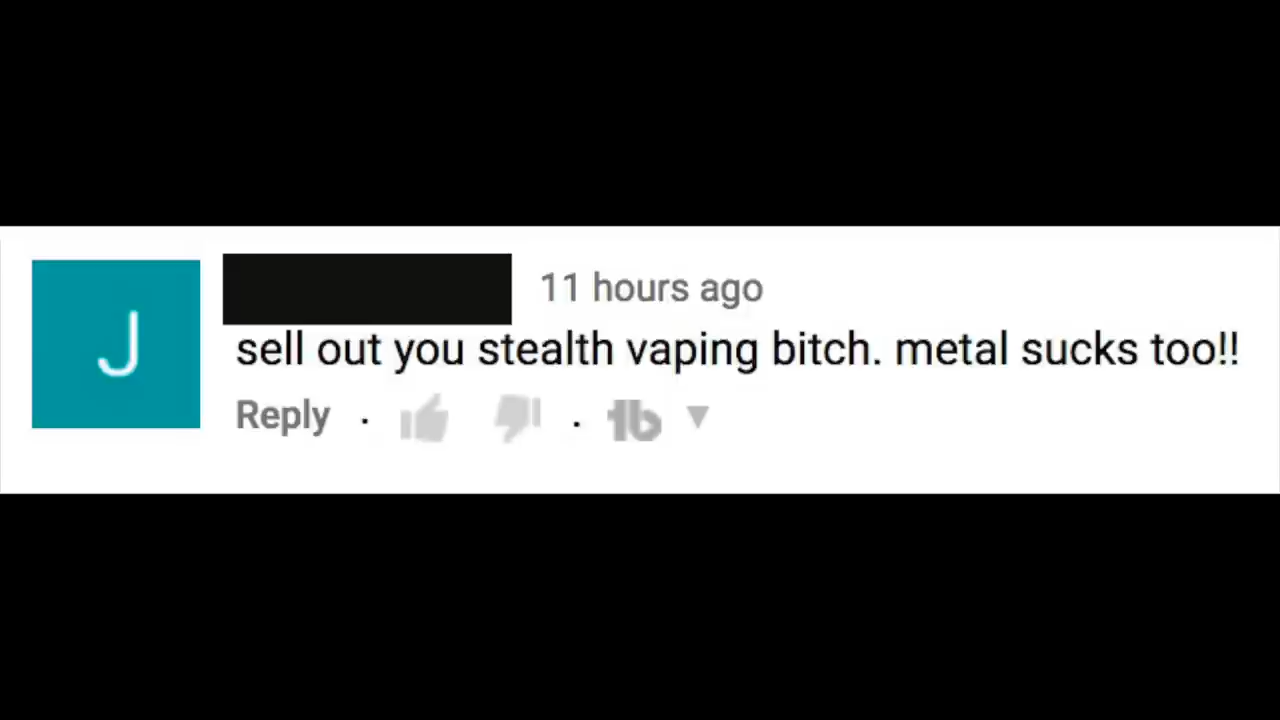 J
11 hours ago
sell out you stealth vaping bitch. metal sucks too!!
Reply · ·